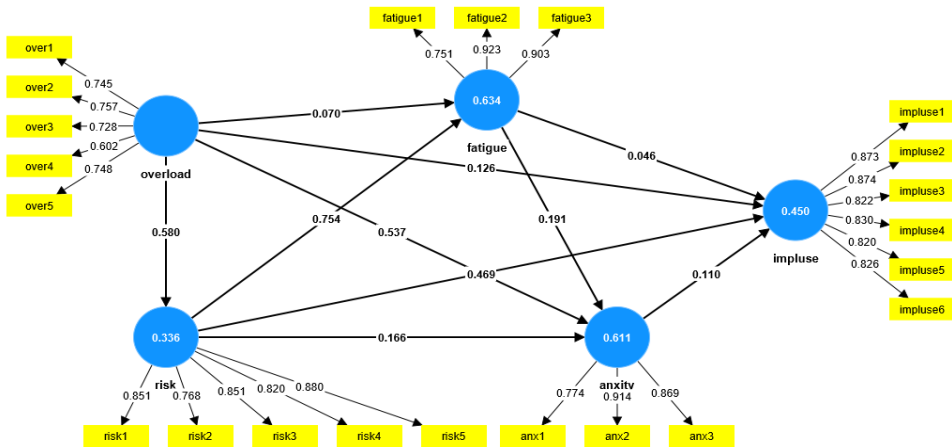 fatigue1
fatigue2
fatigue3
0.751
0.923
0.903
0.634
fatigue
over1
over2
over3
over4
over5
0.745
0.757
0.728
0.602
0.748
overload
0.070
0.126
0.046
0.580
0.754
0.537
0.191
0.469
0.110
0.166
impluse1
impluse2
impluse3
impluse4
impluse5
impluse6
0.873
0.874
0.822
0.830
0.820
0.826
0.450
impluse
0.336
risk
0.851
0.768
0.851
0.820
0.880
risk1
risk2
risk3
risk4
risk5
0.611
anxity
0.774
0.914
0.869
anx1
anx2
anx3